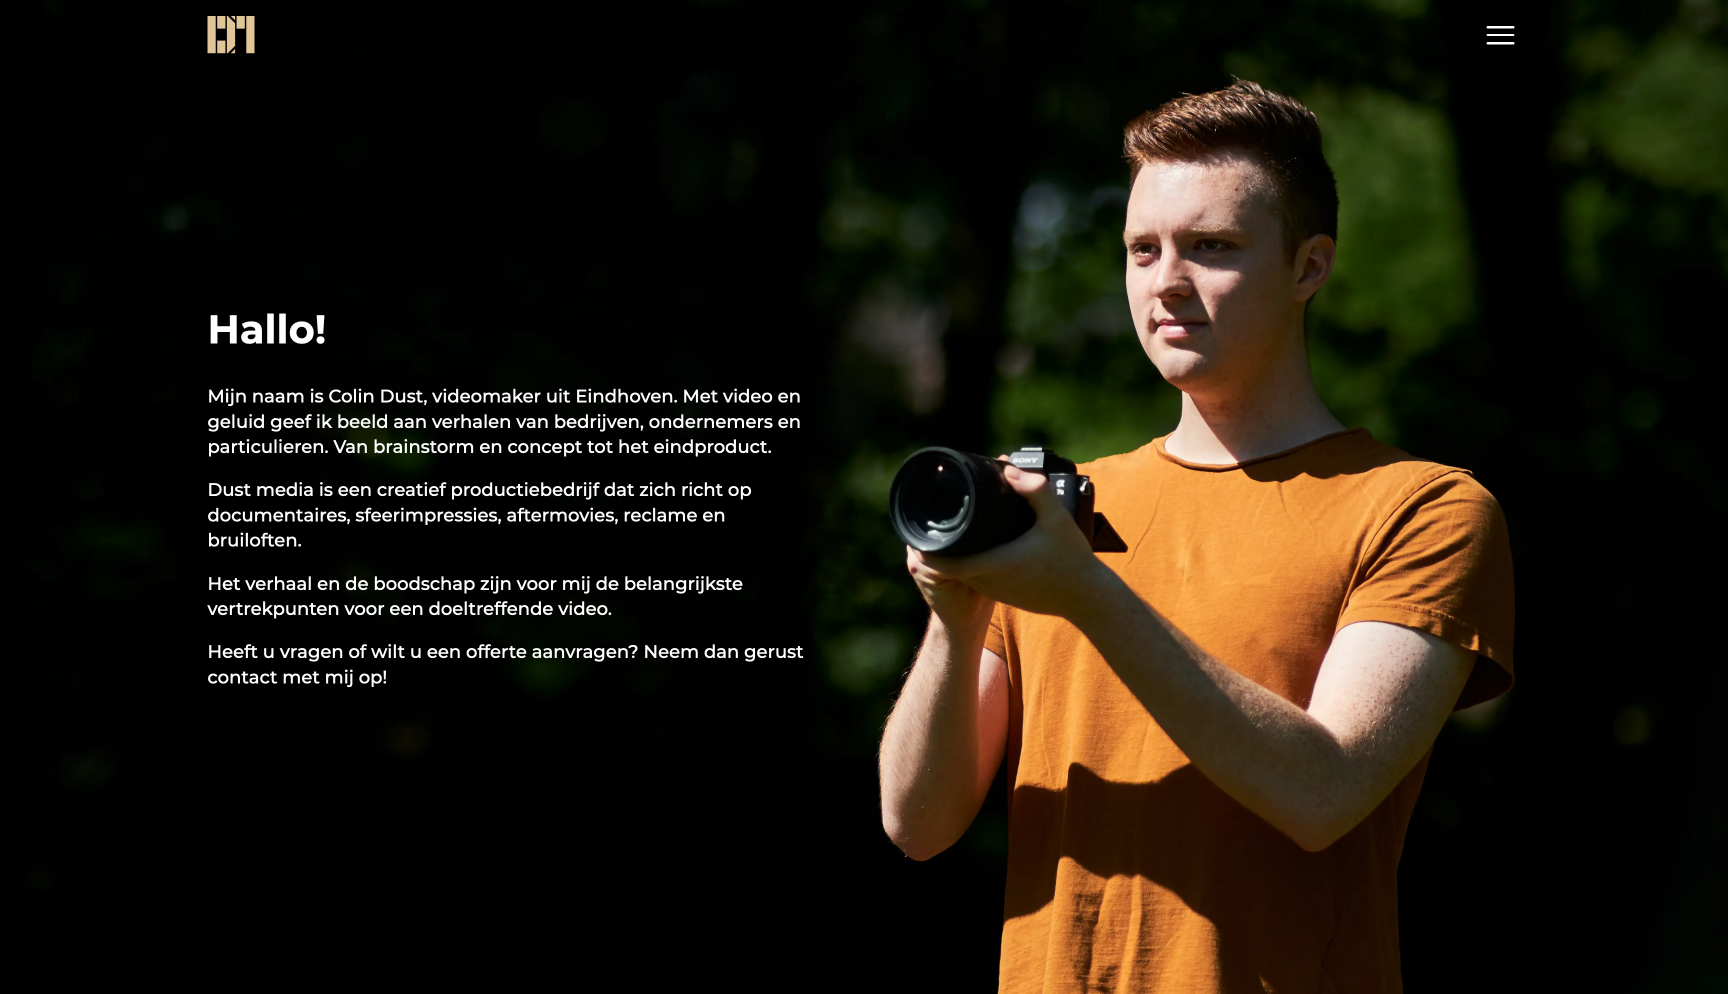 Hallo!
Mijn naam is Colin Dust, videomaker uit Eindhoven. Met video en
geluid geef ik beeld aan verhalen van bedrijven, ondernemers en
particulieren. Van brainstorm en concept tot het eindproduct.
Dust media is een creatief productiebedrijf dat zich richt op
documentaires, sfeerimpressies, aftermovies, reclame en
bruiloften.
Het verhaal en de boodschap zijn voor mij de belangrijkste
vertrekpunten voor een doeltreffende video.
Heeft u vragen of wilt u een offerte aanvragen? Neem dan gerust
contact met mij op!
SONY
α